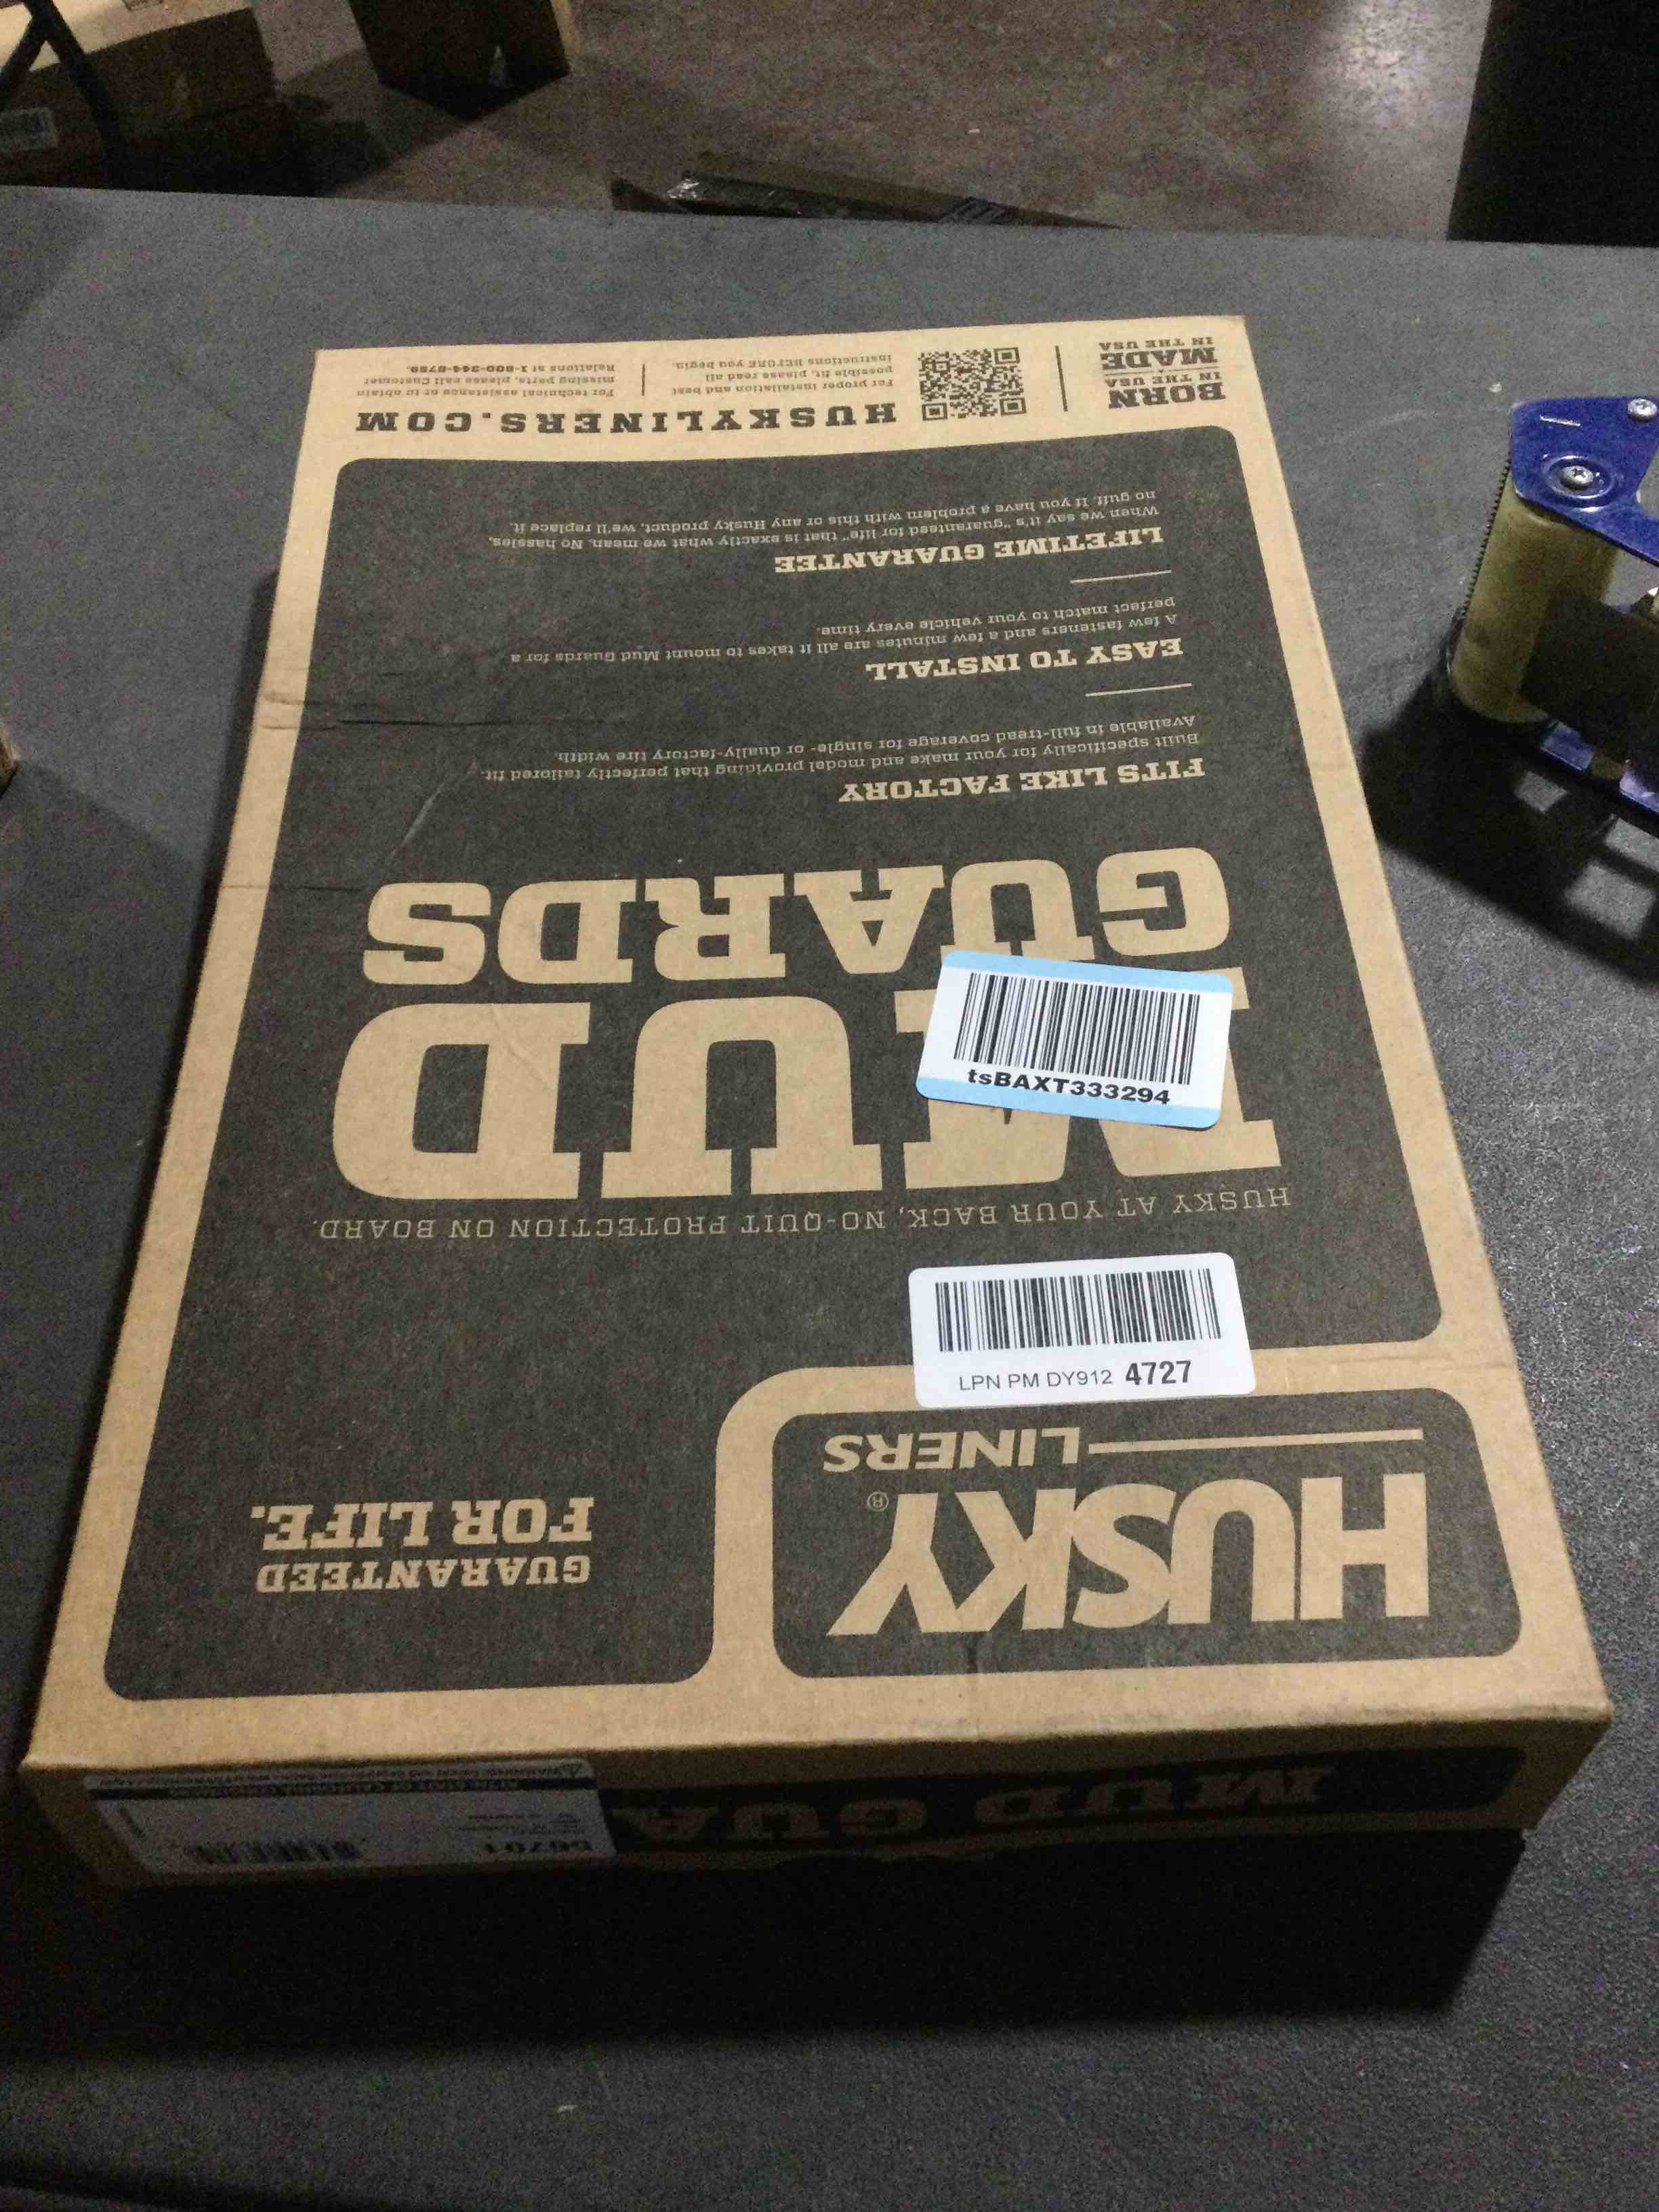 HUSKY®
LINERS
GUARANTEED
FOR LIFE.
LPN PM DY912 4727
HUSKY AT YOUR BACK, NO-QUIT PROTECTION ON BOARD.
MUD
tsBAXT333294
GUARDS
FITS LIKE FACTORY
Built specifically for your make and model providing that perfectly tailored fit.
Available in full-tread coverage for single- or dually-factory tire width.
EASY TO INSTALL
A few fasteners and a few minutes are all it takes to mount Mud Guards for a
perfect match to your vehicle every time.
LIFETIME GUARANTEE
When we say it's "guaranteed for life" that is exactly what we mean. No hassles,
no guff. If you have a problem with this or any Husky product, we'll replace it.
BORN
IN THE USA
MADE
IN THE USA
HUSKYLINERS.COM
For proper installation and best
possible fit, please read all
instructions BEFORE you begin.
For technical assistance or to obtain
missing parts, please call Customer
Relations at 1-800-344-8759.
MUD GUA
56701